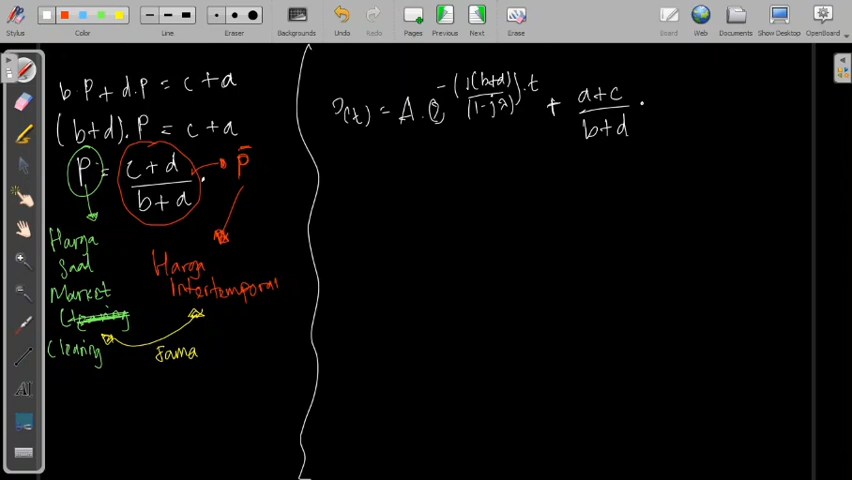 Stylus
Color
Line
Eraser
Backgrounds
Undo
Redo
Pages
Previous
Next
Erase
Board
Web
Documents
Show Desktop
OpenBoard
b.P + d.P = c+a
(b+d).P = c+a
P = c+d / b+d . → P̄
Harga
Saat
Market
Clearing
Clearing
Harga
Intertemporal
Sama
P(t) = A.e^-(j(b+d)/(1-jλ)).t + a+c / b+d .